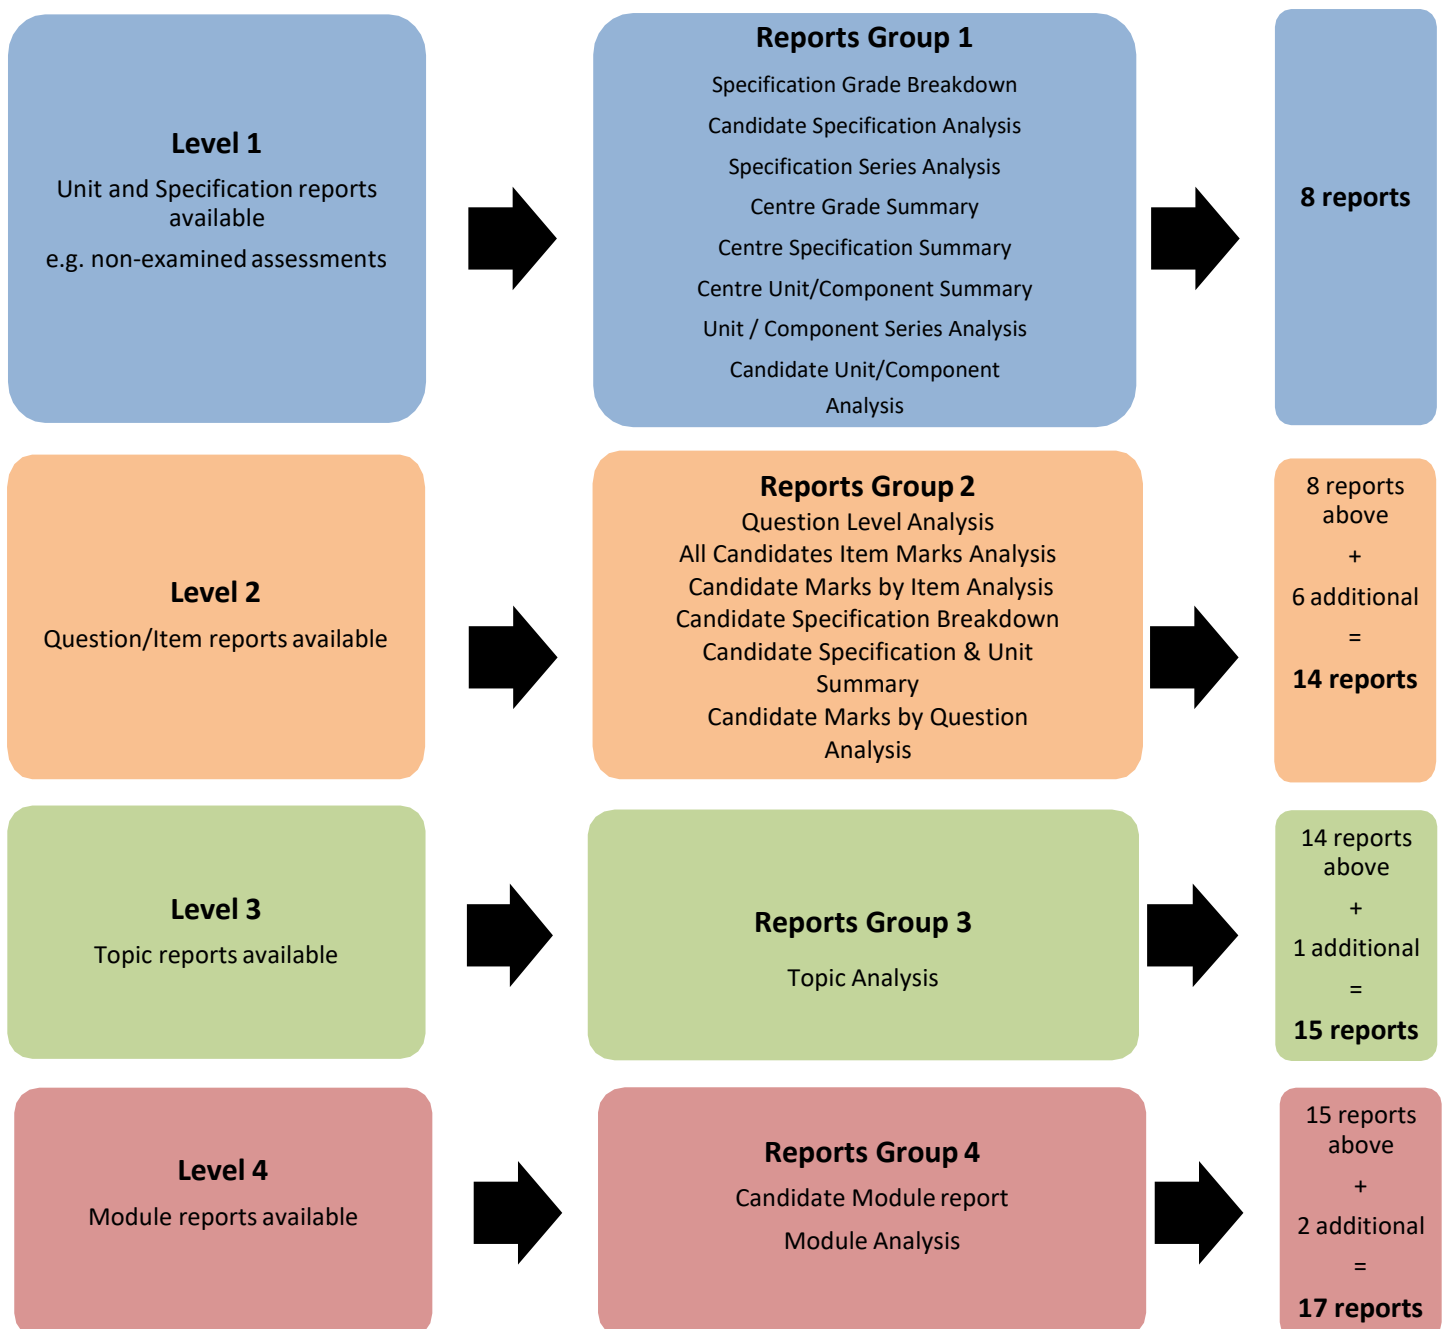 Level 1
Unit and Specification reports
available
e.g. non-examined assessments
Reports Group 1
Specification Grade Breakdown
Candidate Specification Analysis
Specification Series Analysis
Centre Grade Summary
Centre Specification Summary
Centre Unit/Component Summary
Unit / Component Series Analysis
Candidate Unit/Component
Analysis
8 reports
Level 2
Question/Item reports available
Reports Group 2
Question Level Analysis
All Candidates Item Marks Analysis
Candidate Marks by Item Analysis
Candidate Specification Breakdown
Candidate Specification & Unit
Summary
Candidate Marks by Question
Analysis
8 reports
above
+
6 additional
=
14 reports
Level 3
Topic reports available
Reports Group 3
Topic Analysis
14 reports
above
+
1 additional
=
15 reports
Level 4
Module reports available
Reports Group 4
Candidate Module report
Module Analysis
15 reports
above
+
2 additional
=
17 reports